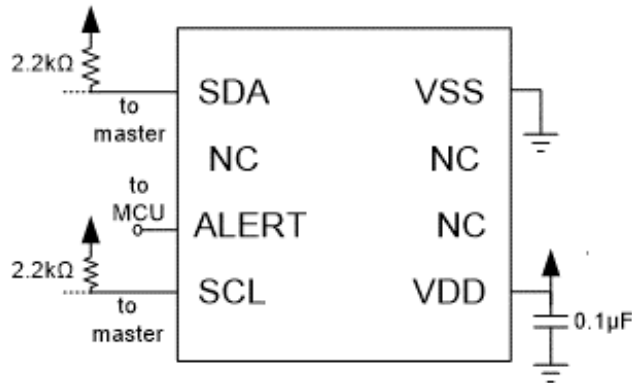 2.2kΩ
SDA
VSS
to
master
NC
NC
to
MCU
ALERT
NC
2.2kΩ
SCL
VDD
0.1µF
to
master